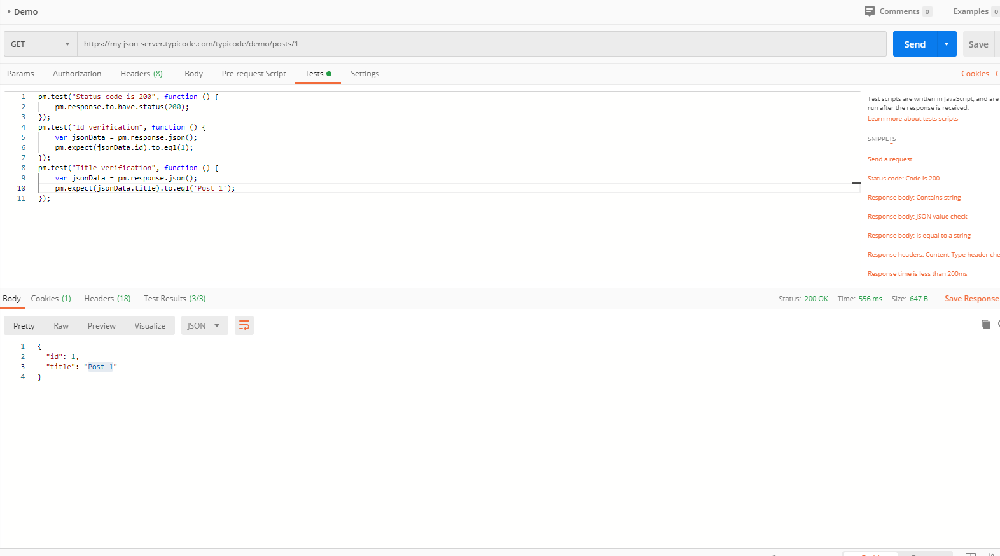 Demo
Comments 0 Examples 0
GET https://my-json-server.typicode.com/typicode/demo/posts/1 Send Save
Params Authorization Headers (8) Body Pre-request Script Tests Settings Cookies
1 pm.test("Status code is 200", function () {
2 pm.response.to.have.status(200);
3 });
4 pm.test("Id verification", function () {
5 var jsonData = pm.response.json();
6 pm.expect(jsonData.id).to.eql(1);
7 });
8 pm.test("Title verification", function () {
9 var jsonData = pm.response.json();
10 pm.expect(jsonData.title).to.eql('Post 1');
11 });
Test scripts are written in JavaScript, and are
run after the response is received.
Learn more about tests scripts
SNIPPETS
Send a request
Status code: Code is 200
Response body: Contains string
Response body: JSON value check
Response body: Is equal to a string
Response headers: Content-Type header che
Response time is less than 200ms
Body Cookies (1) Headers (18) Test Results (3/3) Status: 200 OK Time: 556 ms Size: 647 B Save Response
Pretty Raw Preview Visualize JSON
1 {
2 "id": 1,
3 "title": "Post 1"
4 }